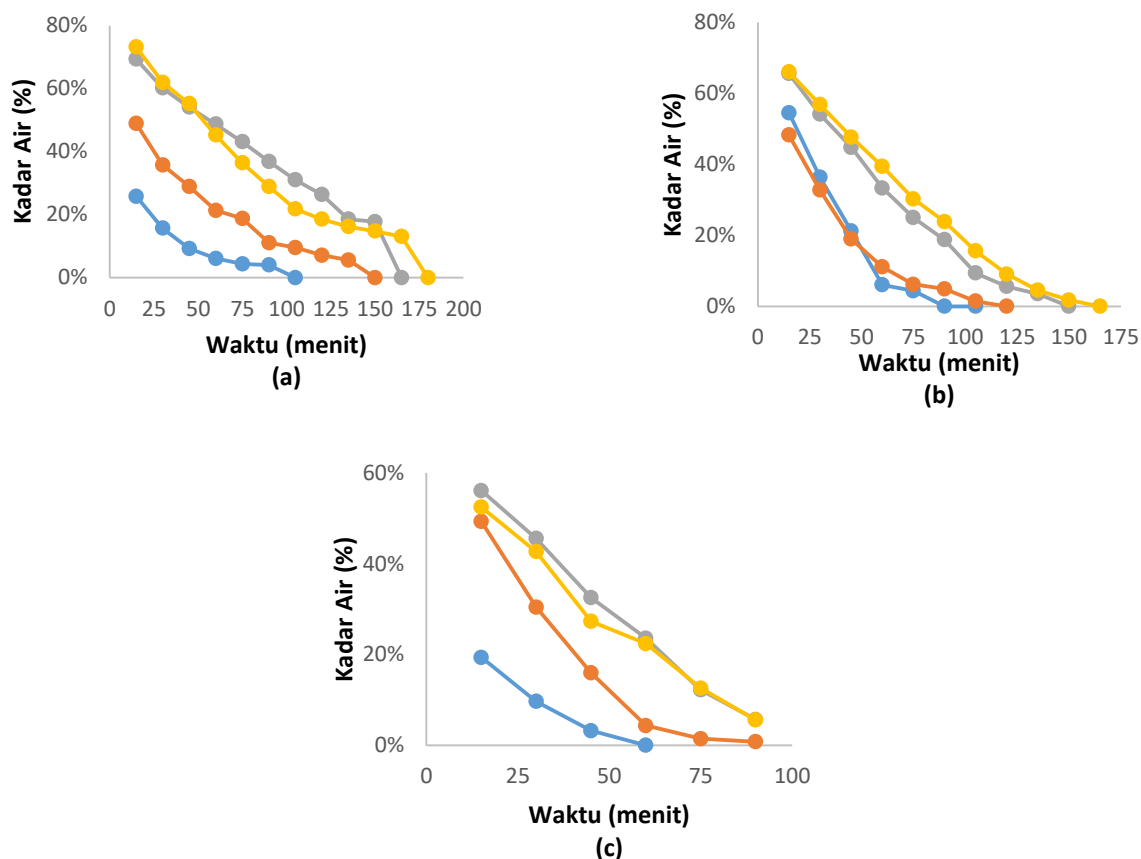 80%
60%
40%
20%
0%
Kadar Air (%)
0 25 50 75 100 125 150 175 200
Waktu (menit)
(a)
80%
60%
40%
20%
0%
Kadar Air (%)
0 25 50 75 100 125 150 175
Waktu (menit)
(b)
60%
40%
20%
0%
Kadar Air (%)
0 25 50 75 100
Waktu (menit)
(c)